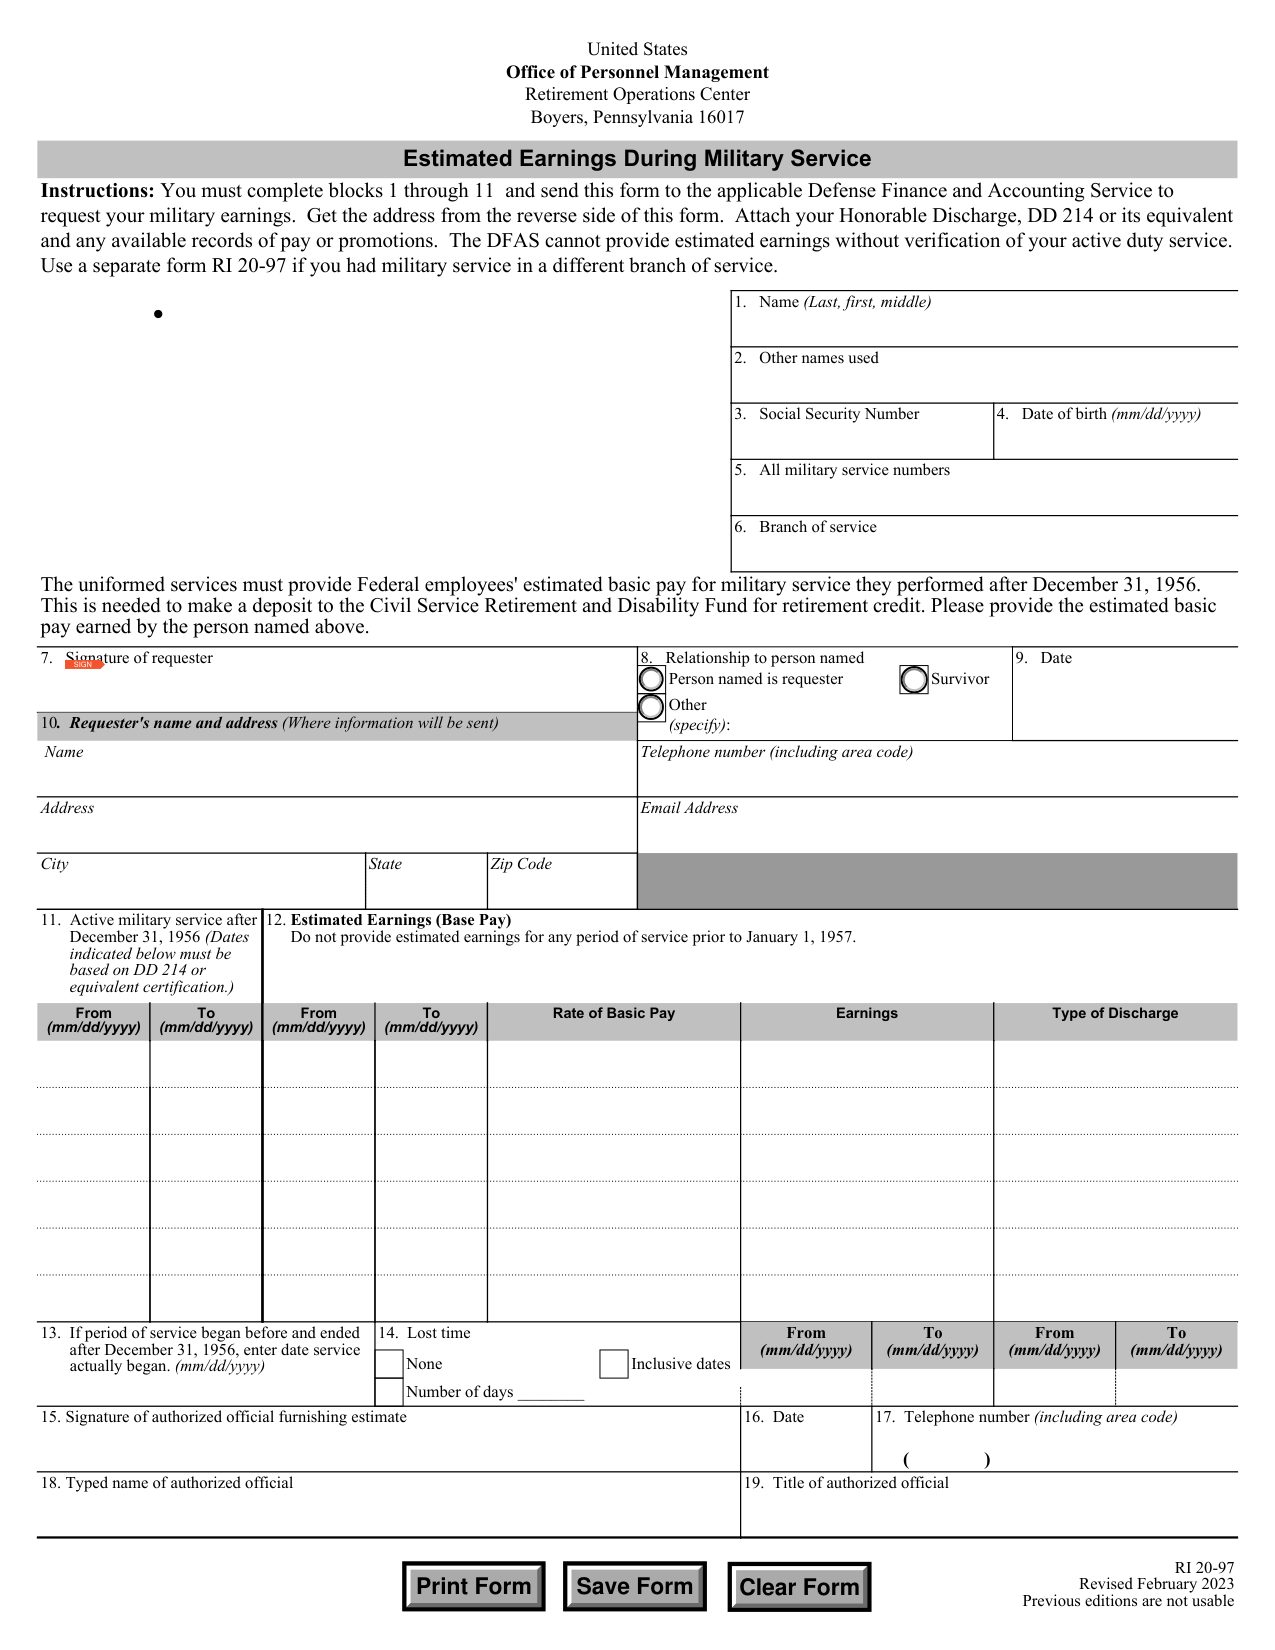 United States
Office of Personnel Management
Retirement Operations Center
Boyers, Pennsylvania 16017
Estimated Earnings During Military Service
Instructions: You must complete blocks 1 through 11 and send this form to the applicable Defense Finance and Accounting Service to
request your military earnings. Get the address from the reverse side of this form. Attach your Honorable Discharge, DD 214 or its equivalent
and any available records of pay or promotions. The DFAS cannot provide estimated earnings without verification of your active duty service.
Use a separate form RI 20-97 if you had military service in a different branch of service.
•
1. Name (Last, first, middle)
2. Other names used
3. Social Security Number
4. Date of birth (mm/dd/yyyy)
5. All military service numbers
6. Branch of service
The uniformed services must provide Federal employees' estimated basic pay for military service they performed after December 31, 1956.
This is needed to make a deposit to the Civil Service Retirement and Disability Fund for retirement credit. Please provide the estimated basic
pay earned by the person named above.
7. Signature of requester
SIGN
8. Relationship to person named
Person named is requester
Survivor
Other
(specify):
9. Date
10. Requester's name and address (Where information will be sent)
Name
Telephone number (including area code)
Address
Email Address
City
State
Zip Code
11. Active military service after
December 31, 1956 (Dates
indicated below must be
based on DD 214 or
equivalent certification.)
12. Estimated Earnings (Base Pay)
Do not provide estimated earnings for any period of service prior to January 1, 1957.
From
(mm/dd/yyyy)
To
(mm/dd/yyyy)
From
(mm/dd/yyyy)
To
(mm/dd/yyyy)
Rate of Basic Pay
Earnings
Type of Discharge
13. If period of service began before and ended
after December 31, 1956, enter date service
actually began. (mm/dd/yyyy)
14. Lost time
None
Inclusive dates
Number of days ________
From
(mm/dd/yyyy)
To
(mm/dd/yyyy)
From
(mm/dd/yyyy)
To
(mm/dd/yyyy)
15. Signature of authorized official furnishing estimate
16. Date
17. Telephone number (including area code)
( )
18. Typed name of authorized official
19. Title of authorized official
Print Form
Save Form
Clear Form
RI 20-97
Revised February 2023
Previous editions are not usable